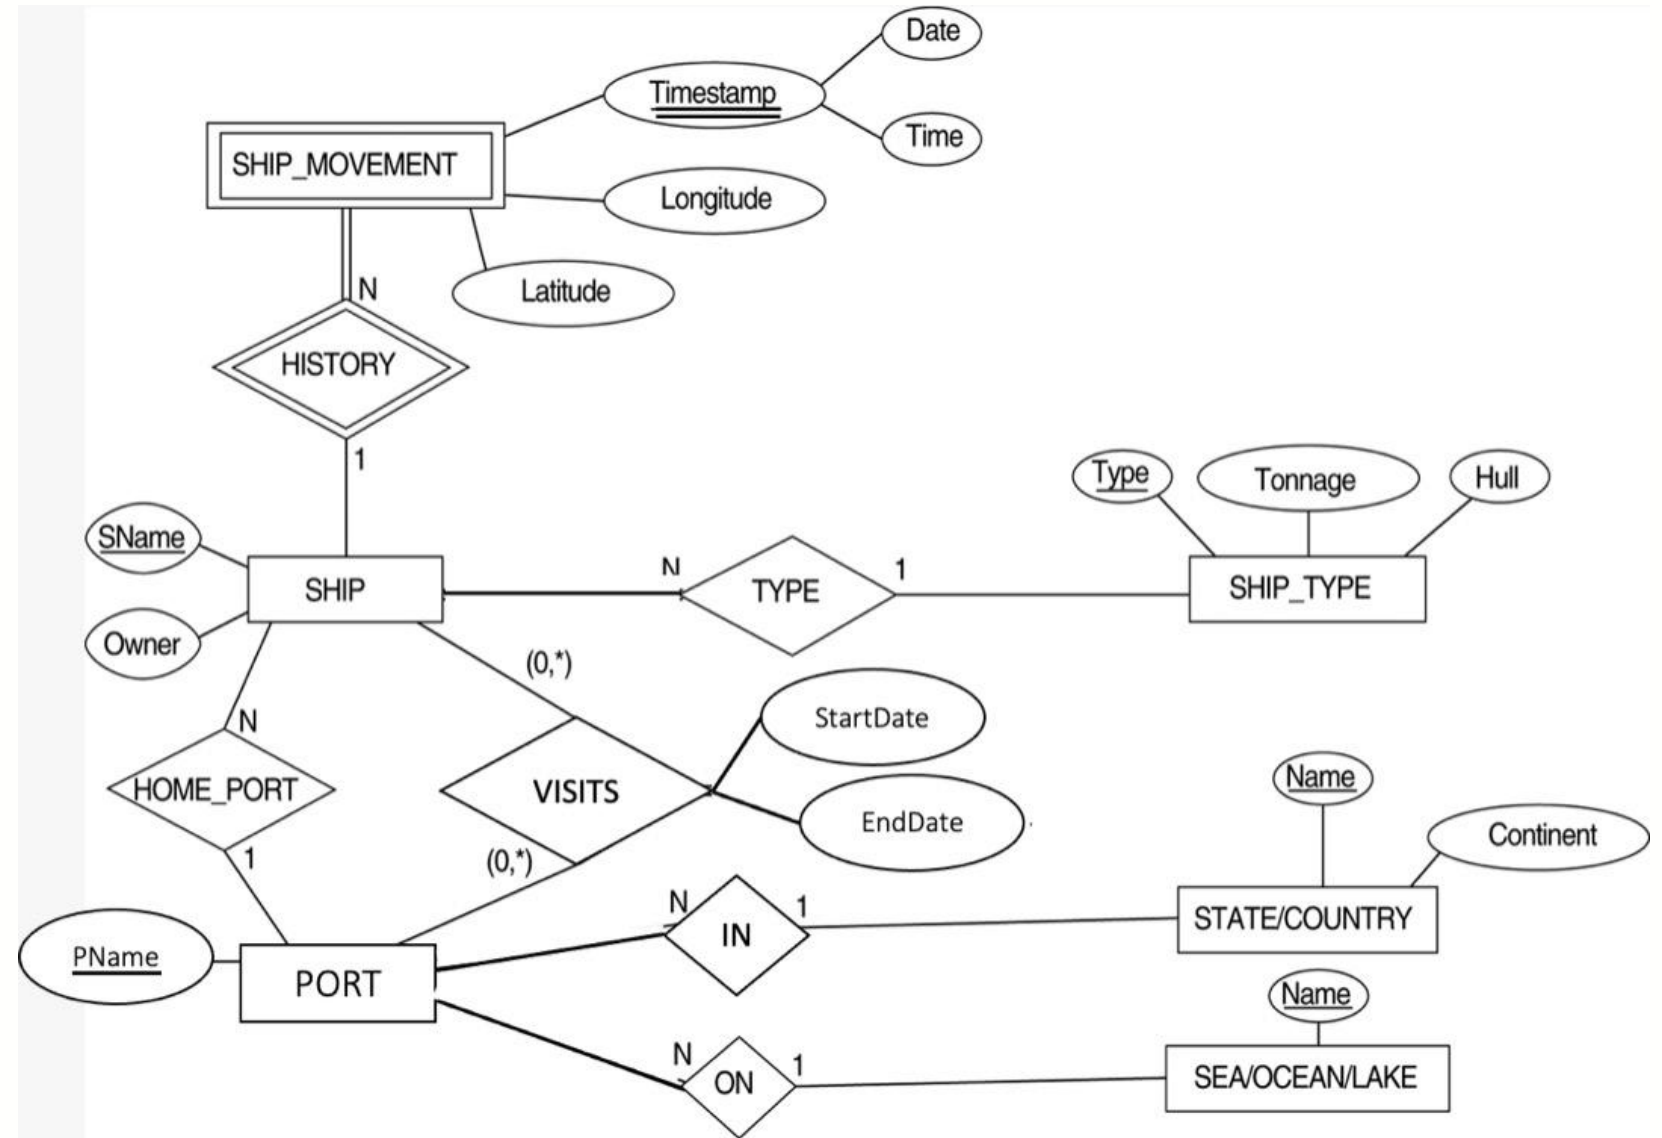 Date
Timestamp
Time
SHIP_MOVEMENT
Longitude
Latitude
N
HISTORY
1
Type
Tonnage
Hull
SName
SHIP
N
TYPE
1
SHIP_TYPE
Owner
(0,*)
N
StartDate
HOME_PORT
VISITS
EndDate
Name
Continent
1
(0,*)
N
IN
1
STATE/COUNTRY
PName
PORT
Name
N
ON
1
SEA/OCEAN/LAKE